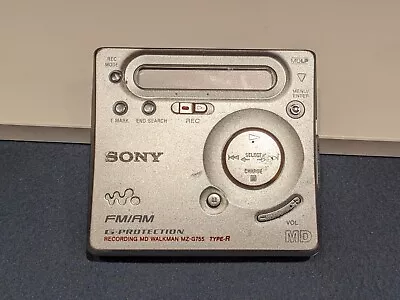 REC
MODE
MENU/
ENTER
T MARK
END SEARCH
REC
SONY
SELECT
CHARGE
VOL
FM/AM
G-PROTECTION
RECORDING MD WALKMAN MZ-G755 TYPE-R
MD